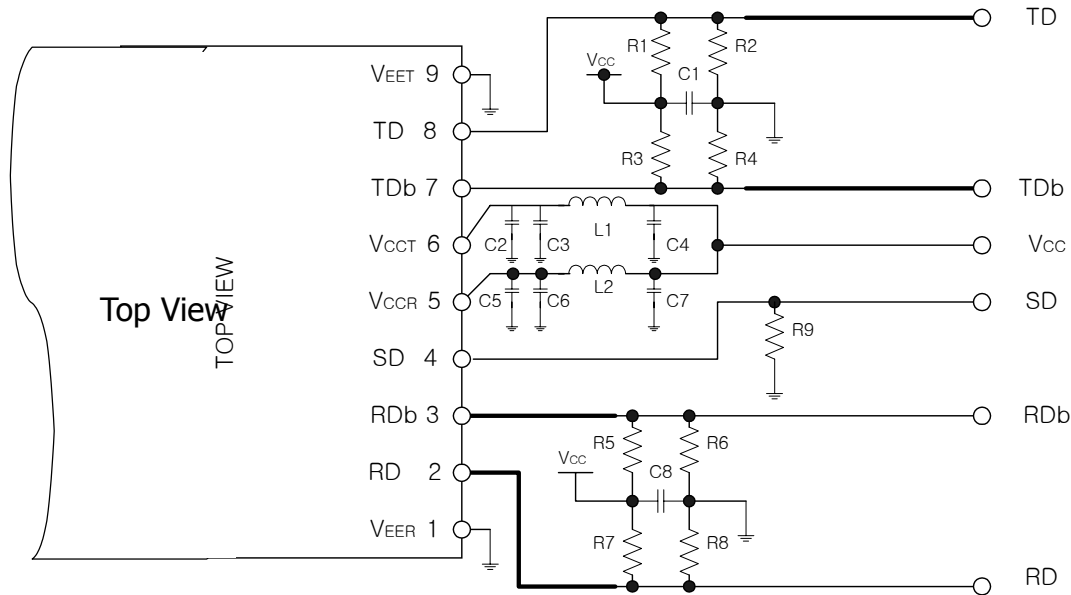 TD
R1
R2
VCC
C1
VEET 9
TD 8
R3
R4
TDb 7
TDb
L1
C2
C3
C4
VCCT 6
VCC
L2
C5
C6
C7
VCCR 5
SD
Top View
TOP VIEW
R9
SD 4
RDb 3
RDb
R5
R6
VCC
C8
RD 2
R7
R8
VEER 1
RD